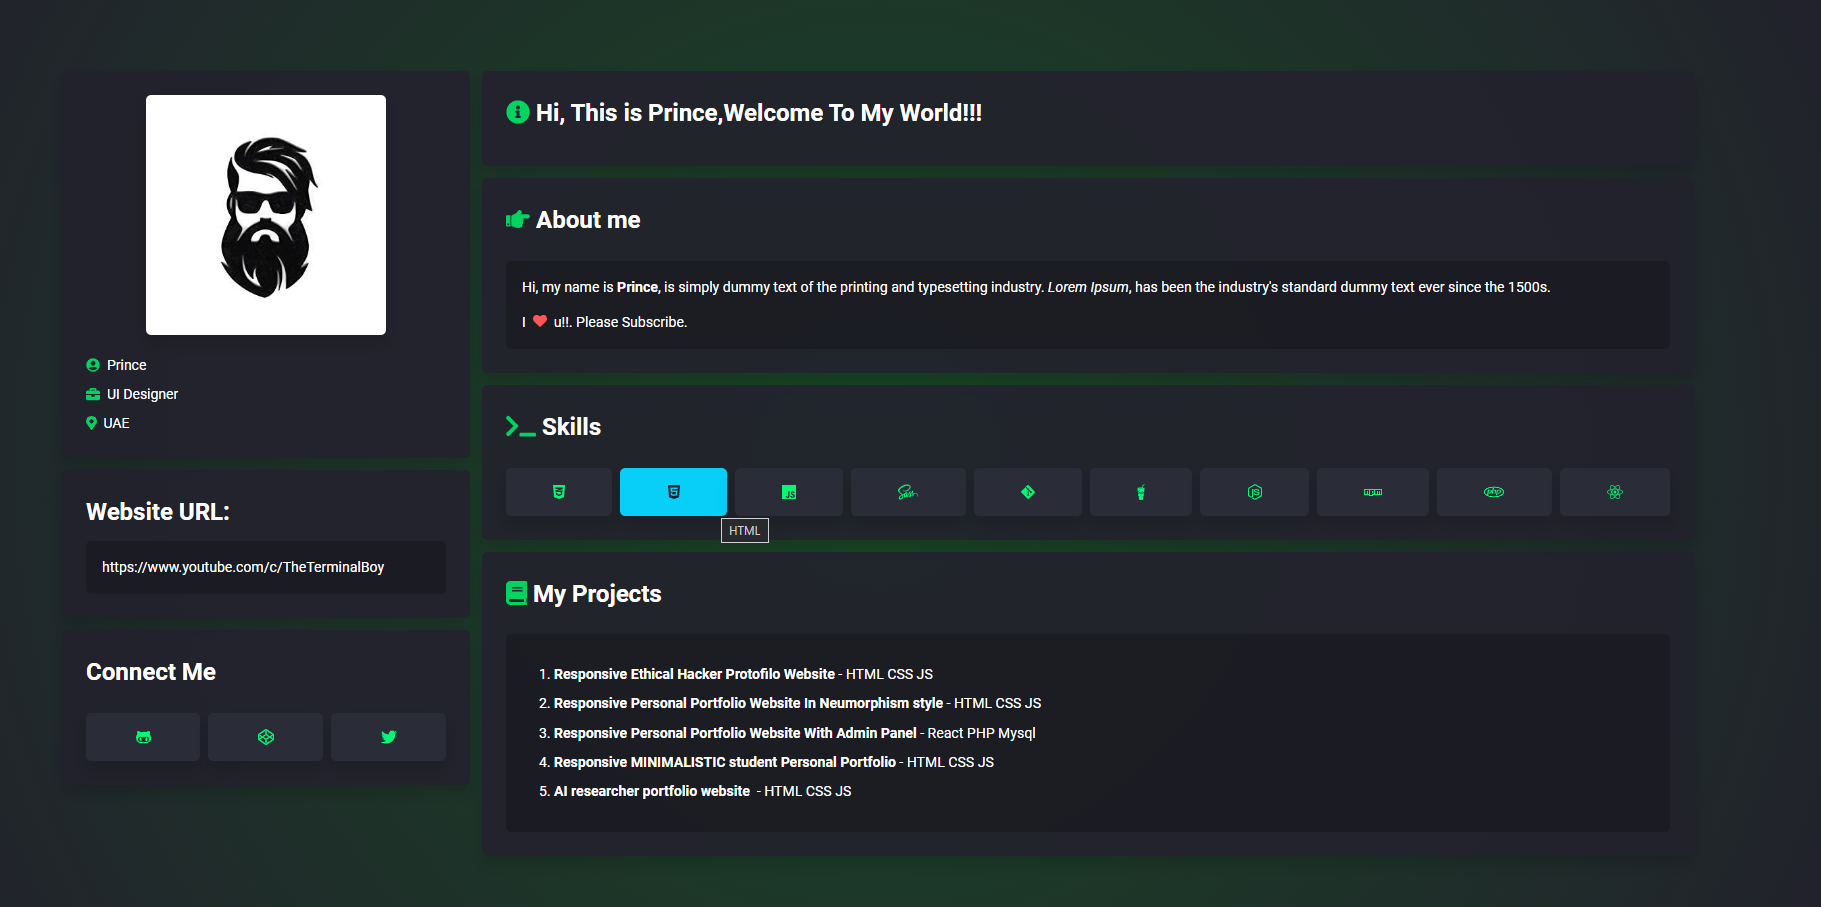 Prince
UI Designer
UAE
Website URL:
https://www.youtube.com/c/TheTerminalBoy
Connect Me
Hi, This is Prince,Welcome To My World!!!
About me
Hi, my name is Prince, is simply dummy text of the printing and typesetting industry. Lorem Ipsum, has been the industry's standard dummy text ever since the 1500s.
I ❤ u!!. Please Subscribe.
Skills
JS Sass JS npm php
HTML
My Projects
1. Responsive Ethical Hacker Protofilo Website - HTML CSS JS
2. Responsive Personal Portfolio Website In Neumorphism style - HTML CSS JS
3. Responsive Personal Portfolio Website With Admin Panel - React PHP Mysql
4. Responsive MINIMALISTIC student Personal Portfolio - HTML CSS JS
5. AI researcher portfolio website - HTML CSS JS